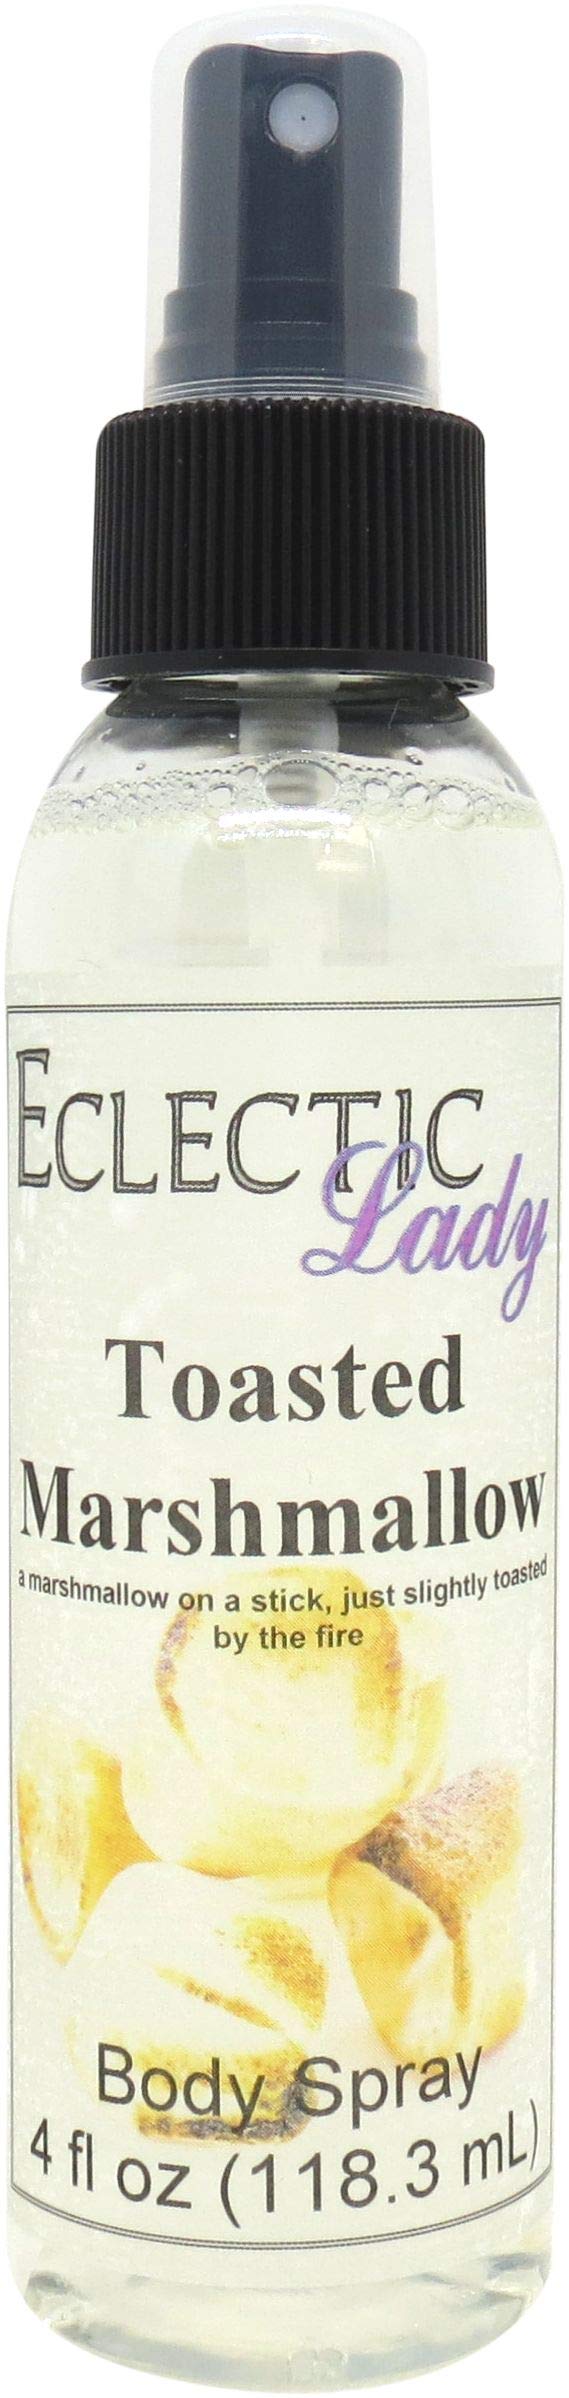 ECLECTIC
Lady
Toasted
Marshmallow
a marshmallow on a stick, just slightly toasted
by the fire
Body Spray
4 fl oz (118.3 mL)